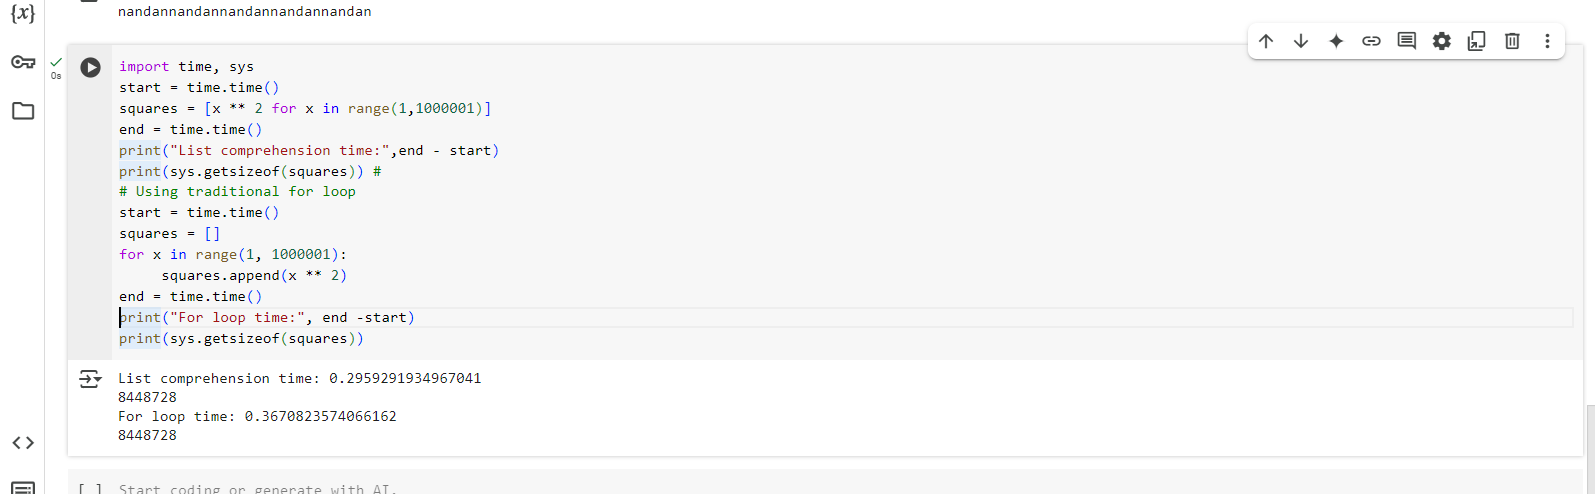 {x}
nandannandannandannandannandan
0s
import time, sys
start = time.time()
squares = [x ** 2 for x in range(1,1000001)]
end = time.time()
print("List comprehension time:",end - start)
print(sys.getsizeof(squares)) #
# Using traditional for loop
start = time.time()
squares = []
for x in range(1, 1000001):
     squares.append(x ** 2)
end = time.time()
print("For loop time:", end -start)
print(sys.getsizeof(squares))
List comprehension time: 0.2959291934967041
8448728
For loop time: 0.3670823574066162
8448728
[ ] Start coding or generate with AI.